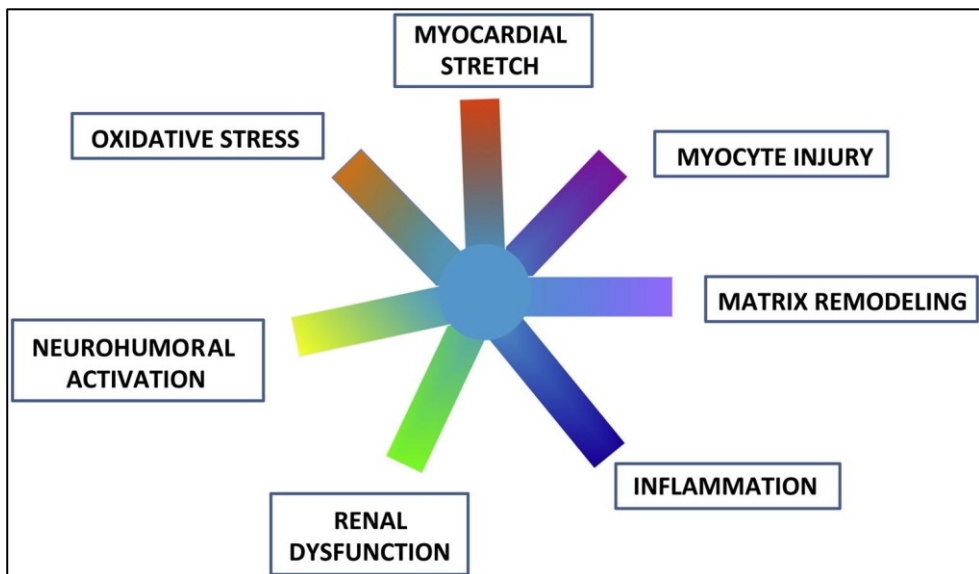 MYOCARDIAL
STRETCH
OXIDATIVE STRESS
MYOCYTE INJURY
MATRIX REMODELING
NEUROHUMORAL
ACTIVATION
INFLAMMATION
RENAL
DYSFUNCTION